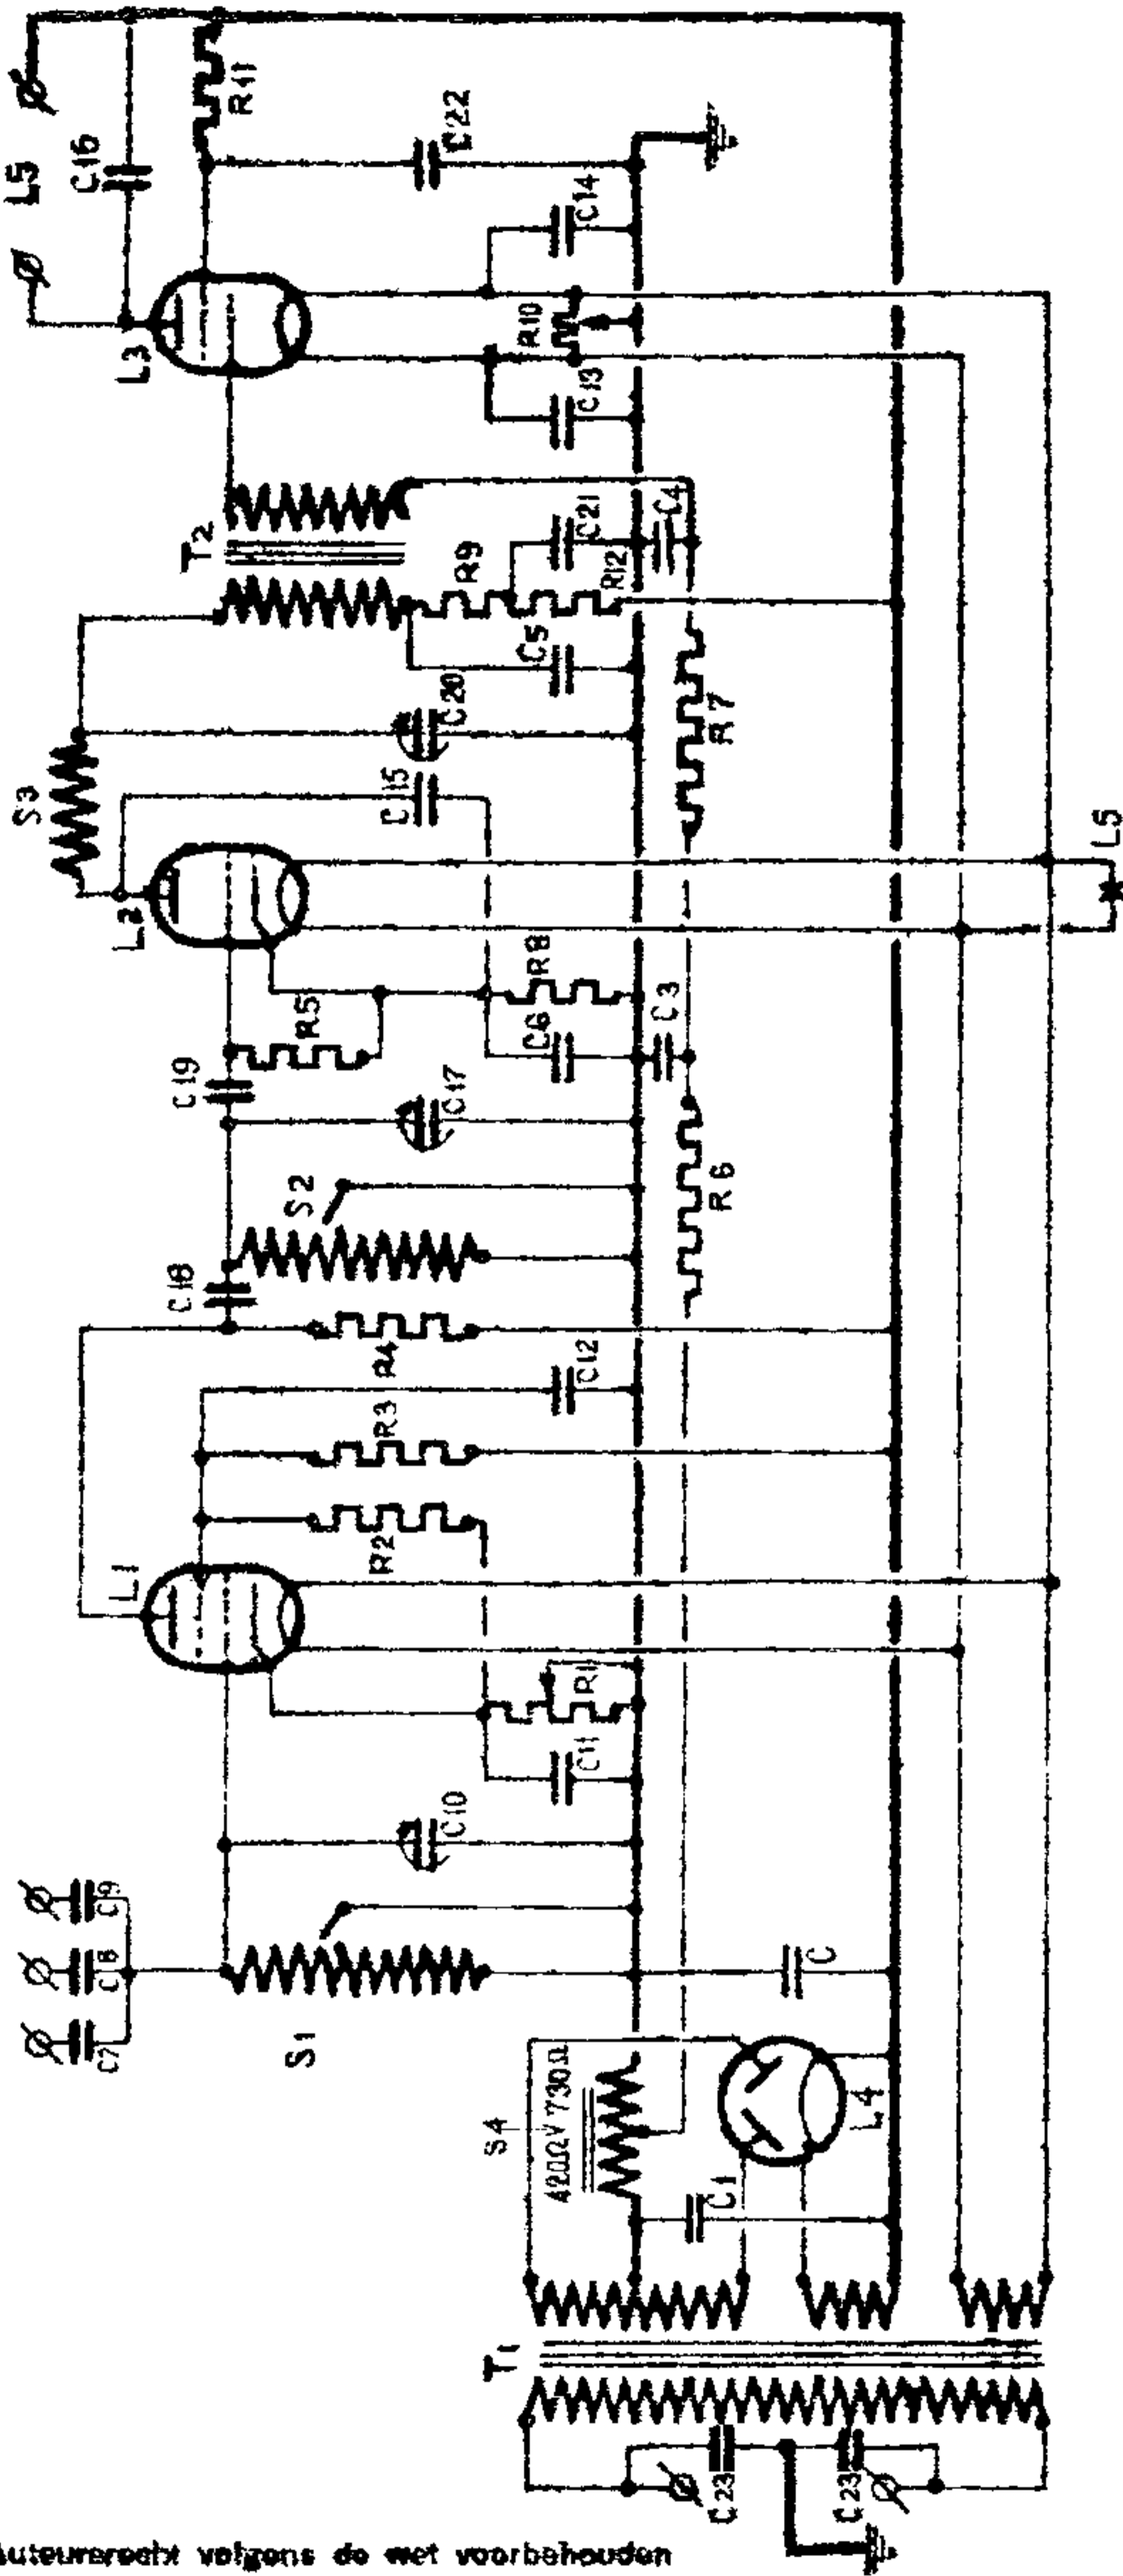 L5
C16
R11
L3
C22
C14
R10
C13
T2
R9
C21
R12
C4
C5
C20
R7
S3
C15
L2
R8
C6
C3
R5
C19
C17
S2
R6
C18
R4
C12
R3
R2
L1
R1
C11
C10
C9
C8
C7
S1
C
S4
420ΩV 730Ω
L4
C1
T1
C23
C23
L5
Auteursrecht volgens de wet voorbehouden